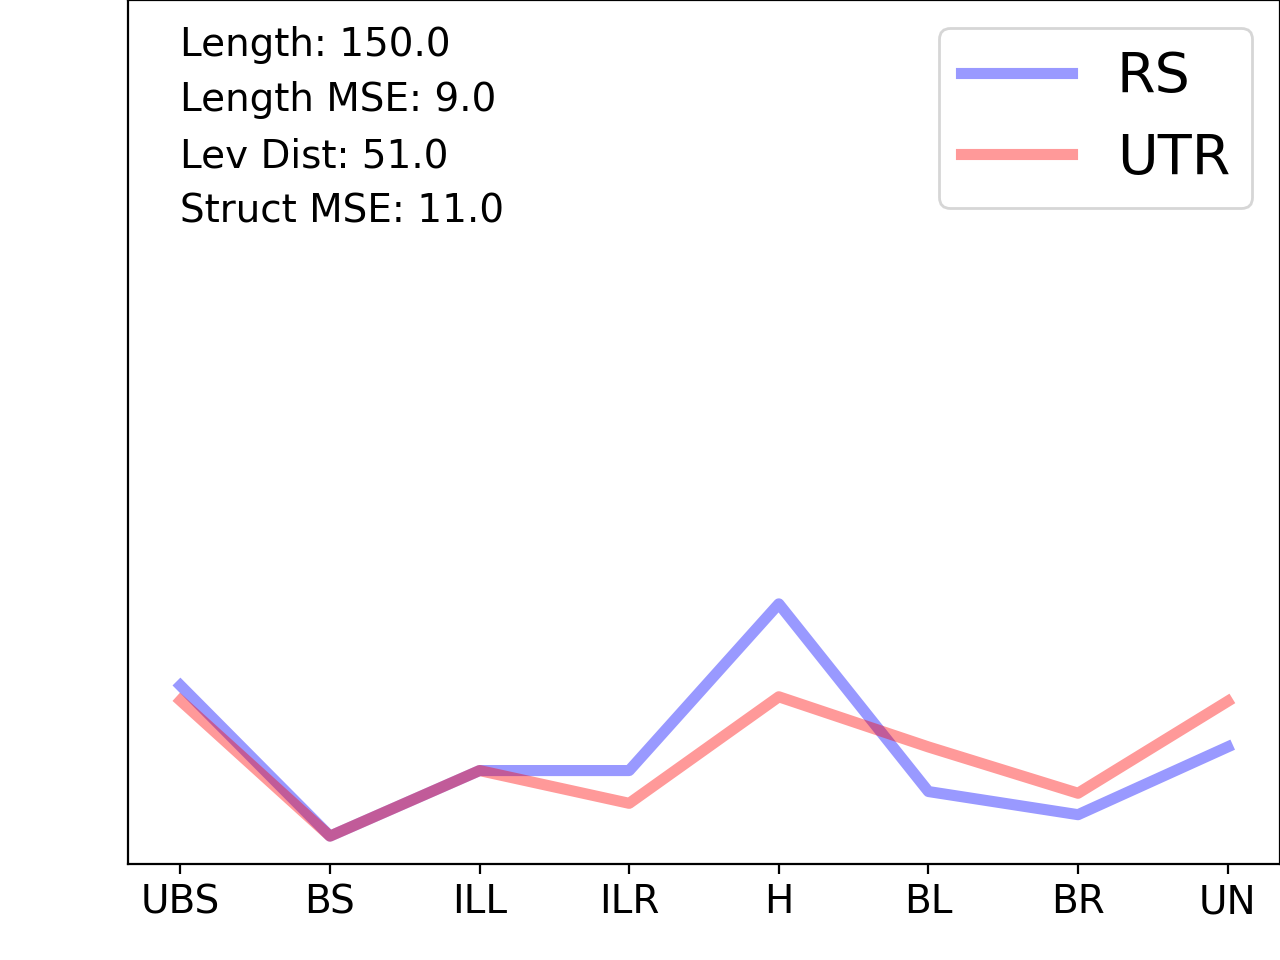 Length: 150.0
Length MSE: 9.0
Lev Dist: 51.0
Struct MSE: 11.0
RS
UTR
UBS BS ILL ILR H BL BR UN